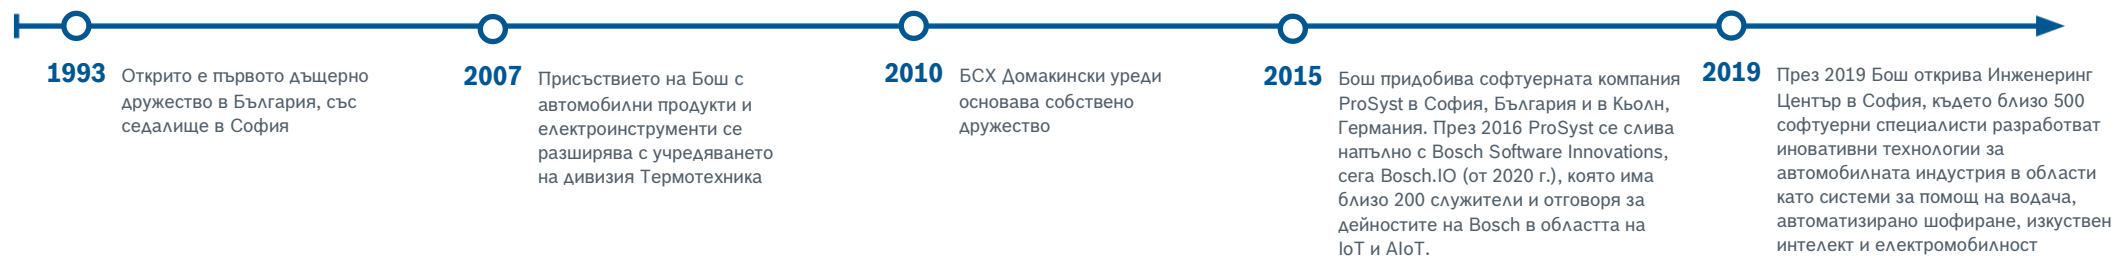 1993
Открито е първото дъщерно
дружество в България, със
седалище в София
2007
Присъствието на Бош с
автомобилни продукти и
електроинструменти се
разширява с учредяването
на дивизия Термотехника
2010
БСХ Домакински уреди
основава собствено
дружество
2015
Бош придобива софтуерната компания
ProSyst в София, България и в Кьолн,
Германия. През 2016 ProSyst се слива
напълно с Bosch Software Innovations,
сега Bosch.IO (от 2020 г.), която има
близо 200 служители и отговоря за
дейностите на Bosch в областта на
IoT и AIoT.
2019
През 2019 Бош открива Инженеринг
Център в София, където близо 500
софтуерни специалисти разработват
иновативни технологии за
автомобилната индустрия в области
като системи за помощ на водача,
автоматизирано шофиране, изкуствен
интелект и електромобилност